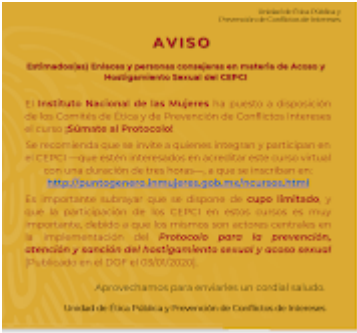 Unidad de Ética Pública y
Prevención de Conflictos de Intereses
AVISO
Estimados(as) Enlaces y personas consejeras en materia de Acoso y
Hostigamiento Sexual del CEPCI
El Instituto Nacional de las Mujeres ha puesto a disposición
de los Comités de Ética y de Prevención de Conflictos Intereses
el curso ¡Súmate al Protocolo!
Se recomienda que se invite a quienes integran y participan en
el CEPCI —que estén interesados en acreditar este curso virtual
con una duración de tres horas—, a que se inscriban en:
http://puntogenero.inmujeres.gob.mx/ncursos.html
Es importante subrayar que se dispone de cupo limitado, y
que la participación de los CEPCI en estos cursos es muy
importante, debido a que los mismos son actores centrales en
la implementación del Protocolo para la prevención,
atención y sanción del hostigamiento sexual y acoso sexual
[Publicado en el DOF el 03/01/2020].
Aprovechamos para enviarles un cordial saludo.
Unidad de Ética Pública y Prevención de Conflictos de Intereses